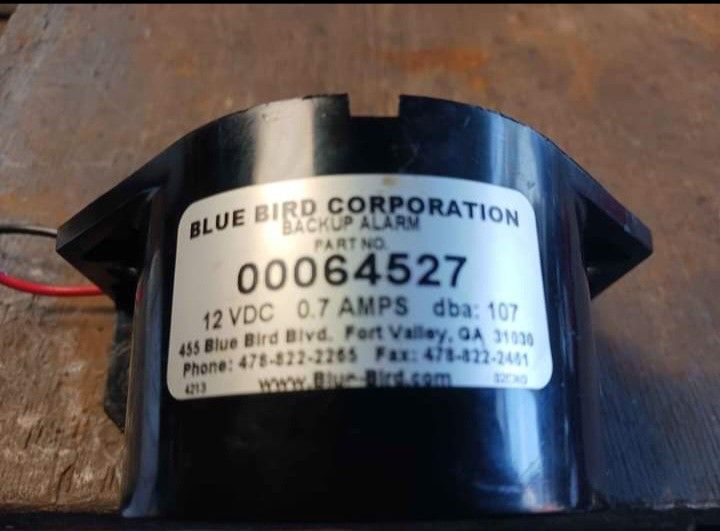 BLUE BIRD CORPORATION
BACKUP ALARM
PART NO.
00064527
12 VDC 0.7 AMPS dba: 107
455 Blue Bird Blvd. Fort Valley, GA 31030
Phone: 478-822-2265 Fax: 478-822-2461
www.Blue-Bird.com
4213